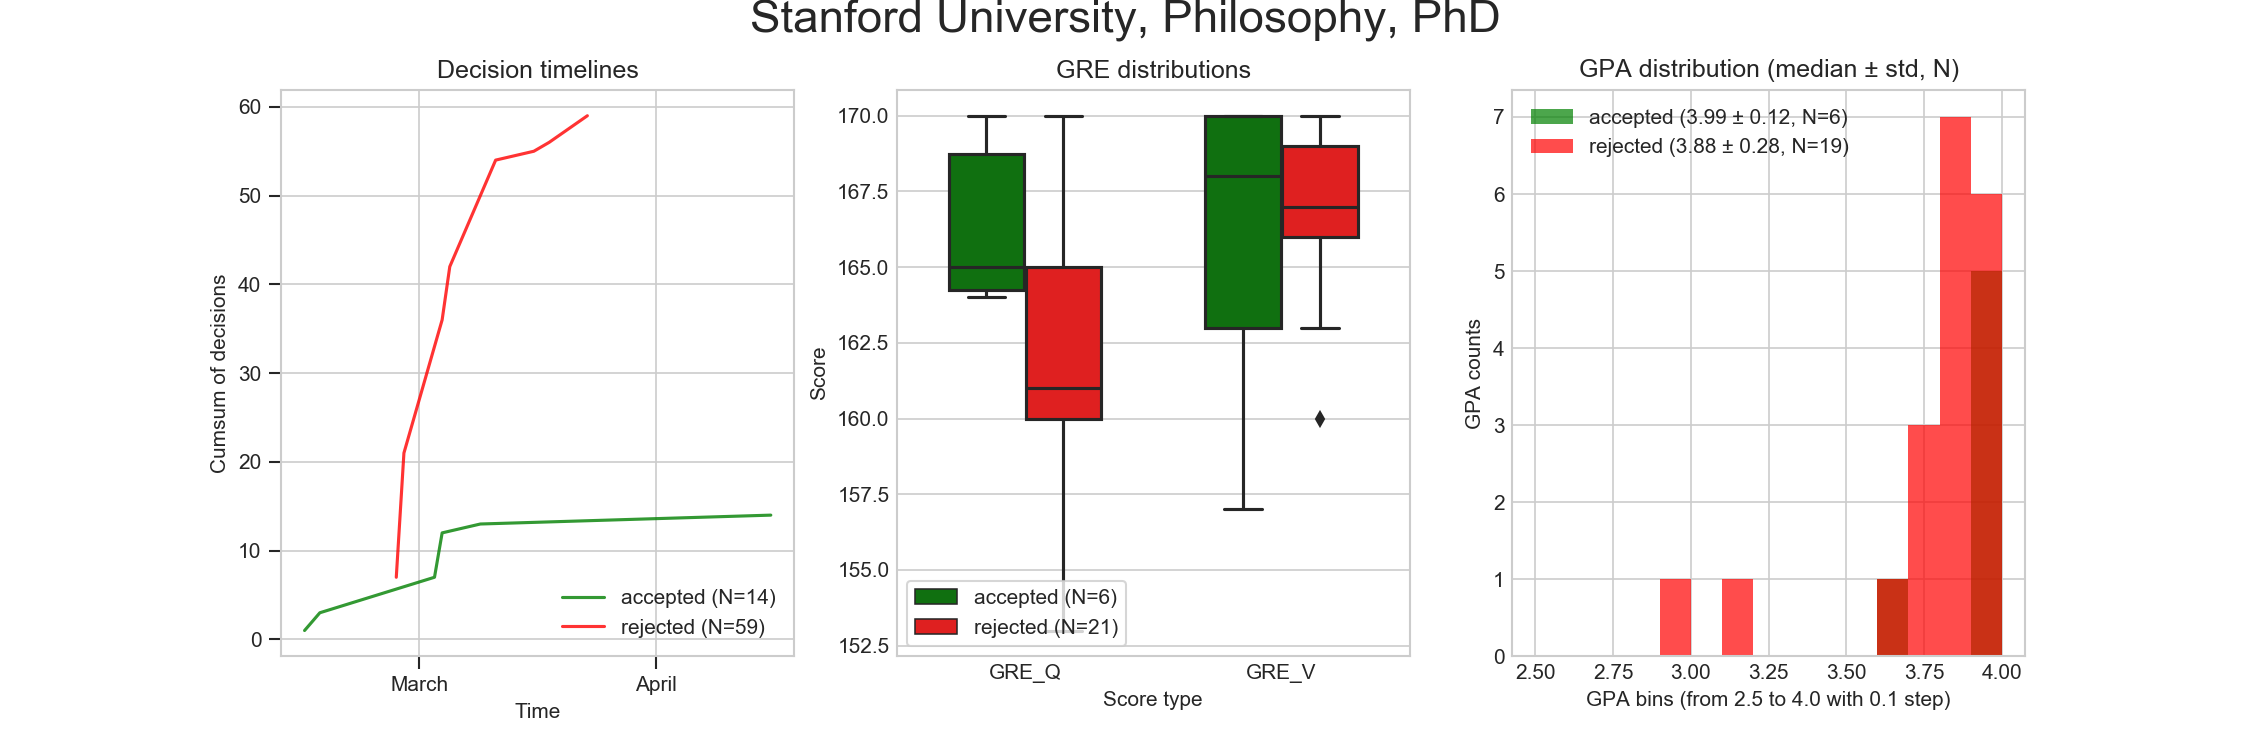 Stanford University, Philosophy, PhD
Decision timelines
60
50
40
30
20
10
0
Cumsum of decisions
accepted (N=14)
rejected (N=59)
March
April
Time
GRE distributions
170.0
167.5
165.0
162.5
160.0
157.5
155.0
152.5
Score
accepted (N=6)
rejected (N=21)
GRE_Q
GRE_V
Score type
GPA distribution (median ± std, N)
accepted (3.99 ± 0.12, N=6)
rejected (3.88 ± 0.28, N=19)
7
6
5
4
3
2
1
0
GPA counts
2.50
2.75
3.00
3.25
3.50
3.75
4.00
GPA bins (from 2.5 to 4.0 with 0.1 step)